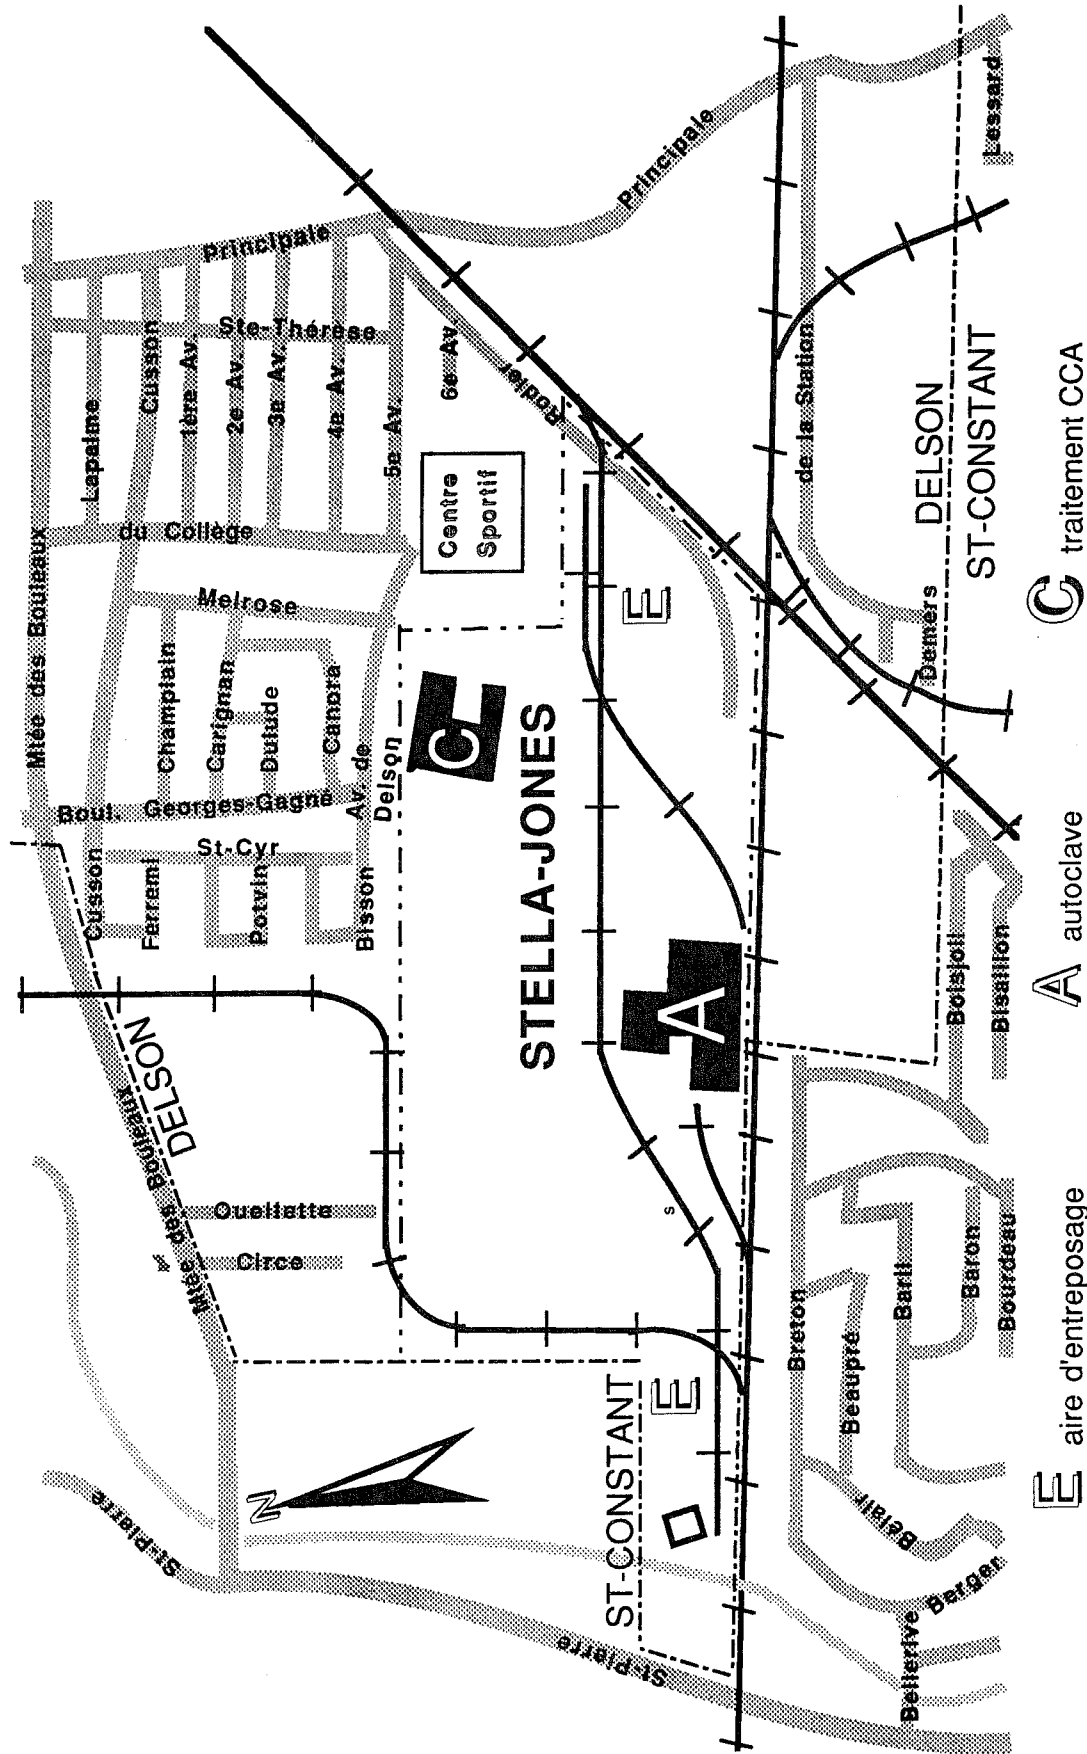 Mtée des Bouleaux
Lapalme
Cusson
1ère Av.
2e Av.
3e Av.
4e Av.
5e Av.
6e Av.
Ste-Thérèse
Principale
Principale
Rodier
du Collège
Melrose
Champlain
Carignan
Dulude
Canora
Boul. Georges-Gagné
Av. de
Delson
St-Cyr
Cusson
Ferremi
Potvin
Bisson
Centre
Sportif
DELSON
Mtée des Bouleaux
Ouellette
Circe
N
St-Pierre
St-Pierre
STELLA-JONES
C
E
A
E
s
ST-CONSTANT
de la Station
Lessard
DELSON
ST-CONSTANT
Demers
Boisjoli
Bisaillon
Breton
Beaupré
Baril
Baron
Bourdeau
Bélair
Berger
Bellerive
E aire d'entreposage
A autoclave
C traitement CCA